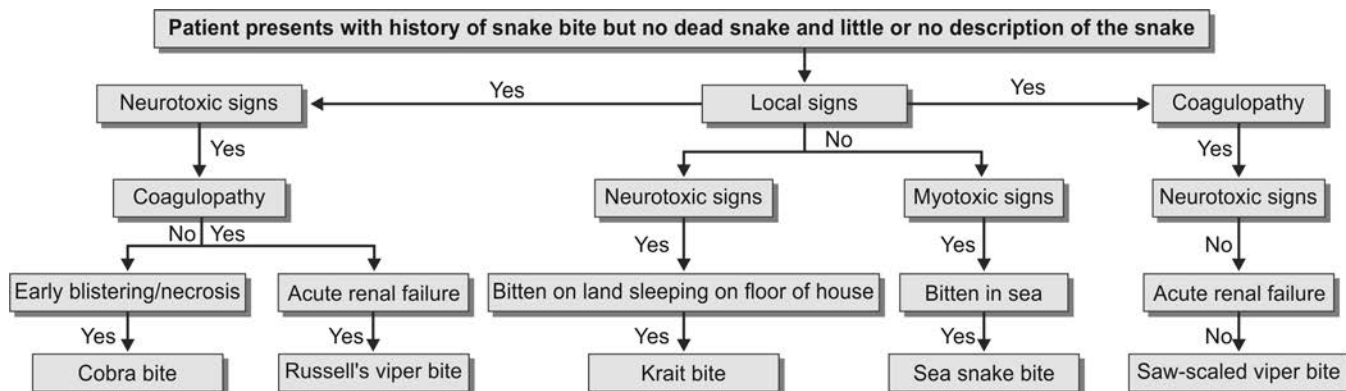 Patient presents with history of snake bite but no dead snake and little or no description of the snake
Yes Yes
Neurotoxic signs Local signs Coagulopathy
Yes No Yes
Coagulopathy Neurotoxic signs Myotoxic signs Neurotoxic signs
No Yes Yes Yes No
Early blistering/necrosis Acute renal failure Bitten on land sleeping on floor of house Bitten in sea Acute renal failure
Yes Yes Yes Yes No
Cobra bite Russell's viper bite Krait bite Sea snake bite Saw-scaled viper bite